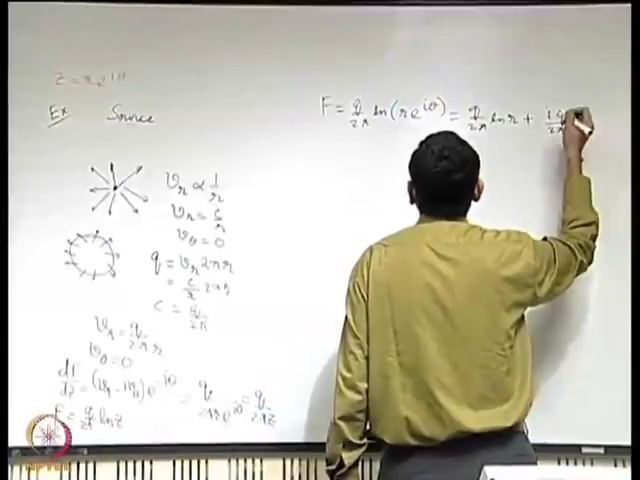 z = re^{iθ}
Ex Source
v_r ∝ 1/r
v_r = c/r
v_θ = 0
q = v_r 2πr
= c/r 2πr
c = q/2π
v_r = q/2πr
v_θ = 0
dF/dz = (v_r - iv_θ) e^{-iθ} = q/2πre^{iθ} = q/2πz
F = q/2π ln z
F = q/2π ln(re^{iθ}) = q/2π ln r + i
NPTEL